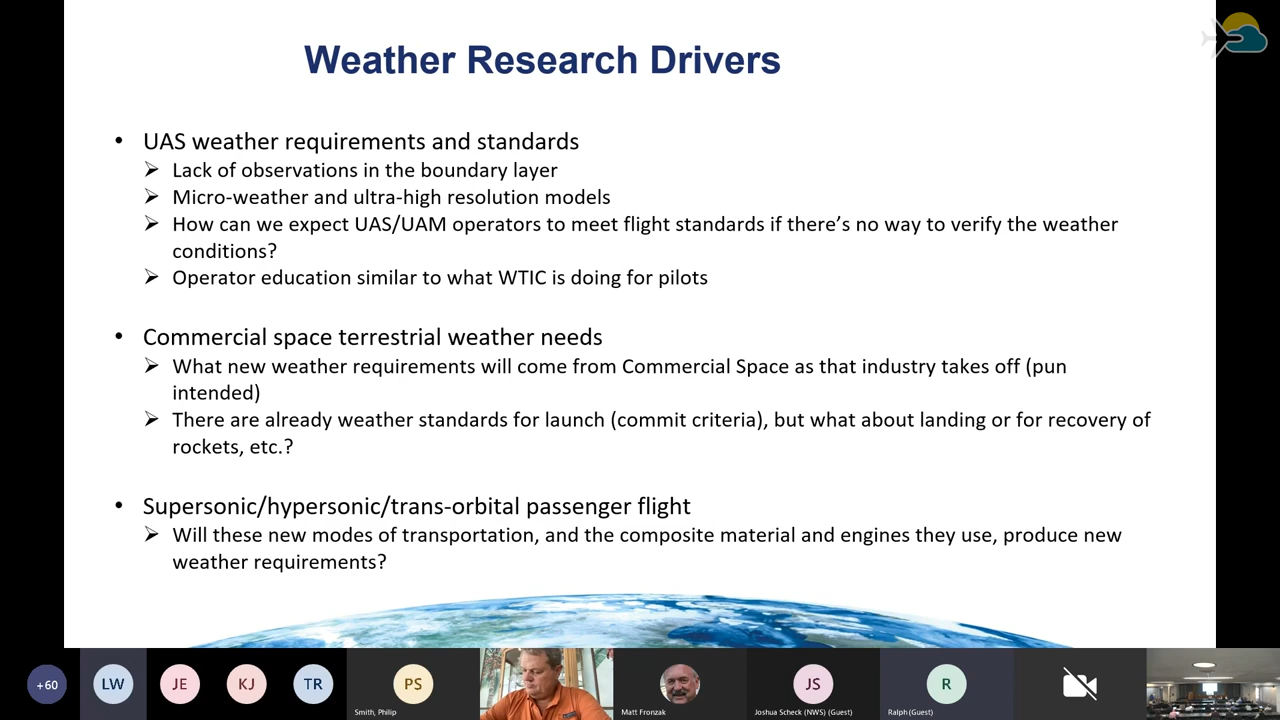 Weather Research Drivers
• UAS weather requirements and standards
➢ Lack of observations in the boundary layer
➢ Micro-weather and ultra-high resolution models
➢ How can we expect UAS/UAM operators to meet flight standards if there’s no way to verify the weather
conditions?
➢ Operator education similar to what WTIC is doing for pilots
• Commercial space terrestrial weather needs
➢ What new weather requirements will come from Commercial Space as that industry takes off (pun
intended)
➢ There are already weather standards for launch (commit criteria), but what about landing or for recovery of
rockets, etc.?
• Supersonic/hypersonic/trans-orbital passenger flight
➢ Will these new modes of transportation, and the composite material and engines they use, produce new
weather requirements?
+60
LW
JE
KJ
TR
PS
JS
R
Smith, Philip
Matt Fronzak
Joshua Scheck (NWS) (Guest)
Ralph (Guest)